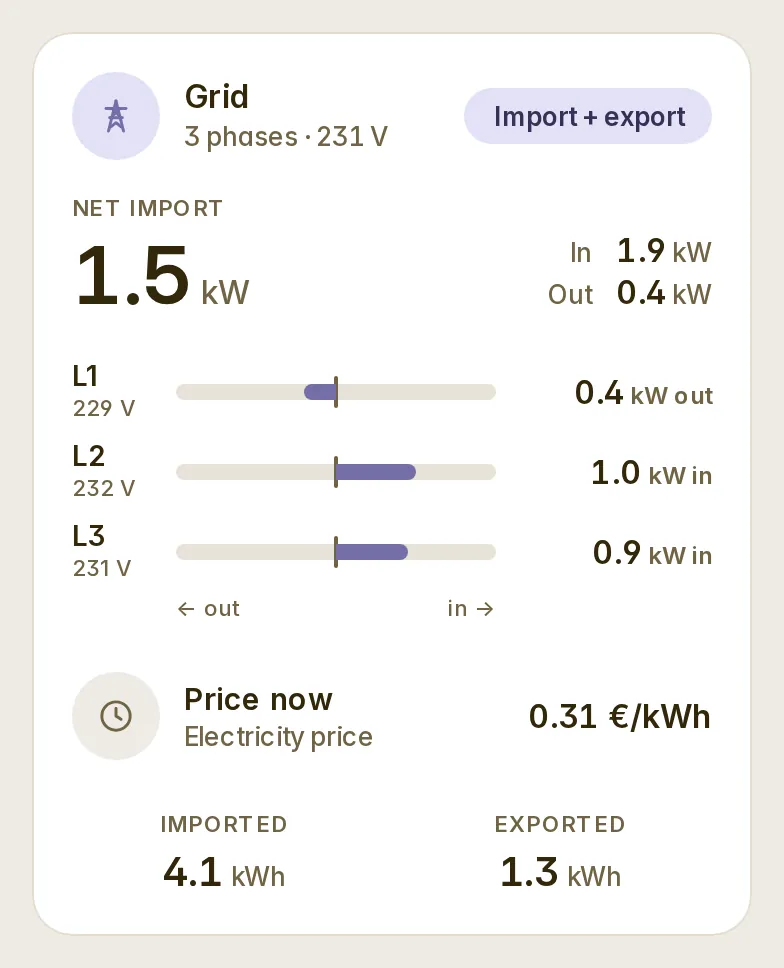 Grid
3 phases · 231 V
Import + export
NET IMPORT
1.5 kW
In 1.9 kW
Out 0.4 kW
L1
229 V
0.4 kW out
L2
232 V
1.0 kW in
L3
231 V
0.9 kW in
← out
in →
Price now
Electricity price
0.31 €/kWh
IMPORTED
4.1 kWh
EXPORTED
1.3 kWh